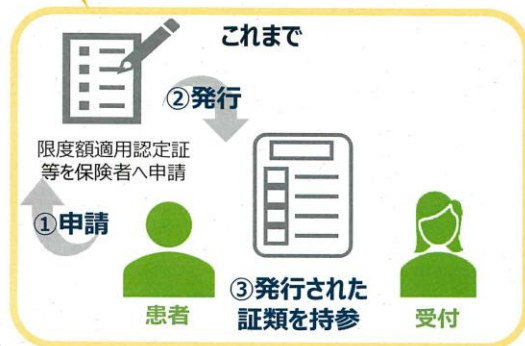 これまで
②発行
限度額適用認定証
等を保険者へ申請
①申請
③発行された
証類を持参
患者
受付